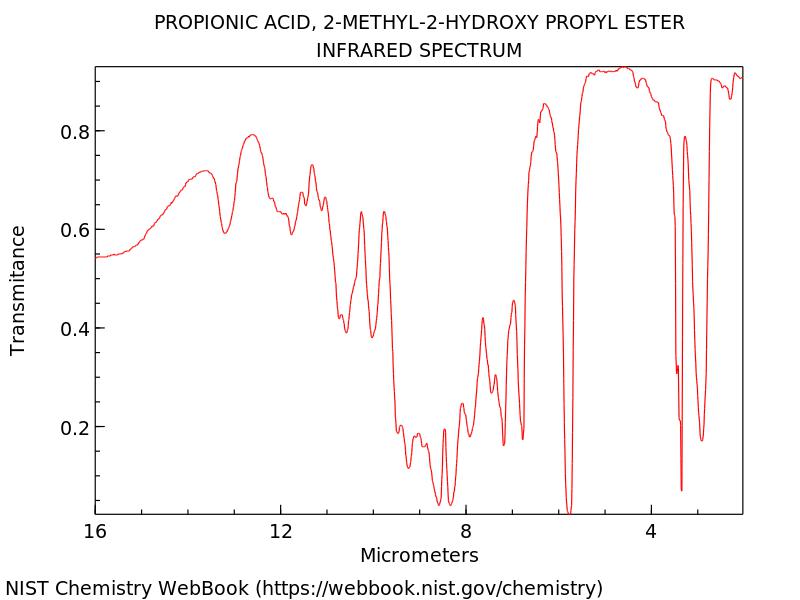 PROPIONIC ACID, 2-METHYL-2-HYDROXY PROPYL ESTER
INFRARED SPECTRUM
Transmitance
0.8
0.6
0.4
0.2
16 12 8 4
Micrometers
NIST Chemistry WebBook (https://webbook.nist.gov/chemistry)